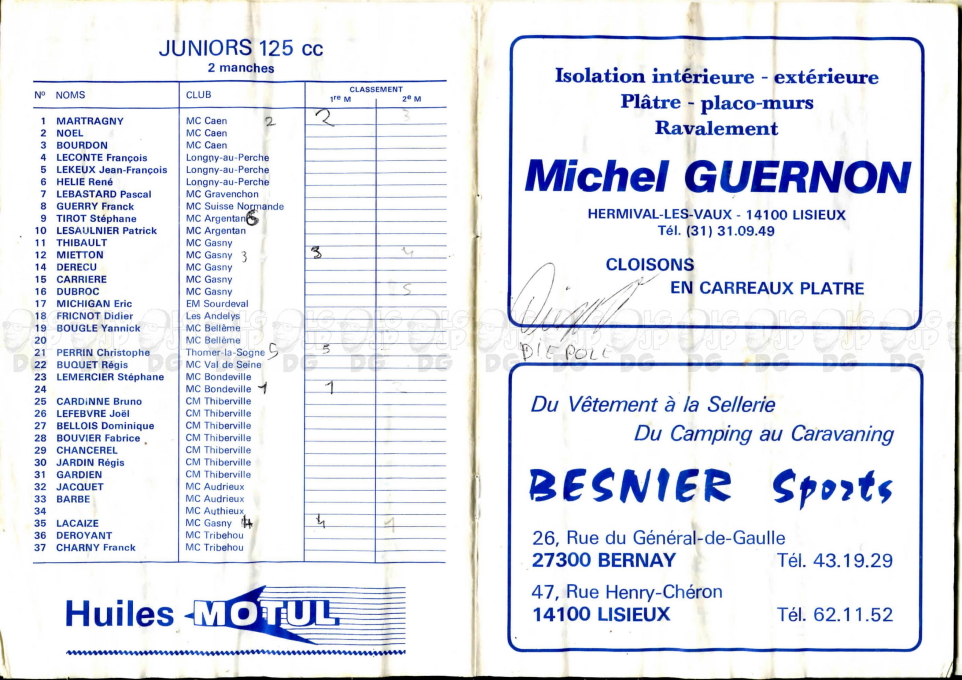 JUNIORS 125 cc
2 manches
Nº NOMS CLUB CLASSEMENT
1re M 2e M
1 MARTRAGNY MC Caen 2 2 3
2 NOEL MC Caen
3 BOURDON MC Caen
4 LECONTE François Longny-au-Perche
5 LEKEUX Jean-François Longny-au-Perche
6 HELIE René Longny-au-Perche
7 LEBASTARD Pascal MC Gravenchon
8 GUERRY Franck MC Suisse Normande
9 TIROT Stéphane MC Argentan 6
10 LESAULNIER Patrick MC Argentan
11 THIBAULT MC Gasny
12 MIETTON MC Gasny 3 3 4
14 DERECU MC Gasny
15 CARRIERE MC Gasny
16 DUBROC MC Gasny 5
17 MICHIGAN Eric EM Sourdeval
18 FRICNOT Didier Les Andelys
19 BOUGLE Yannick MC Bellème
20 MC Bellème
21 PERRIN Christophe Thomer-la-Sogne 5 5
22 BUQUET Régis MC Val de Seine
23 LEMERCIER Stéphane MC Bondeville
24 MC Bondeville 1 1 2
25 CARDINNE Bruno CM Thiberville
26 LEFEBVRE Joël CM Thiberville
27 BELLOIS Dominique CM Thiberville
28 BOUVIER Fabrice CM Thiberville
29 CHANCEREL CM Thiberville
30 JARDIN Régis CM Thiberville
31 GARDIEN CM Thiberville
32 JACQUET MC Audrieux
33 BARBE MC Audrieux
34 MC Authieux
35 LACAIZE MC Gasny 4 4 1
36 DEROYANT MC Tribehou
37 CHARNY Franck MC Tribehou
Huiles MOTUL
Isolation intérieure - extérieure
Plâtre - placo-murs
Ravalement
Michel GUERNON
HERMIVAL-LES-VAUX - 14100 LISIEUX
Tél. (31) 31.09.49
CLOISONS
EN CARREAUX PLATRE
DIEPOLD
Du Vêtement à la Sellerie
Du Camping au Caravaning
BESNIER Sports
26, Rue du Général-de-Gaulle
27300 BERNAY Tél. 43.19.29
47, Rue Henry-Chéron
14100 LISIEUX Tél. 62.11.52